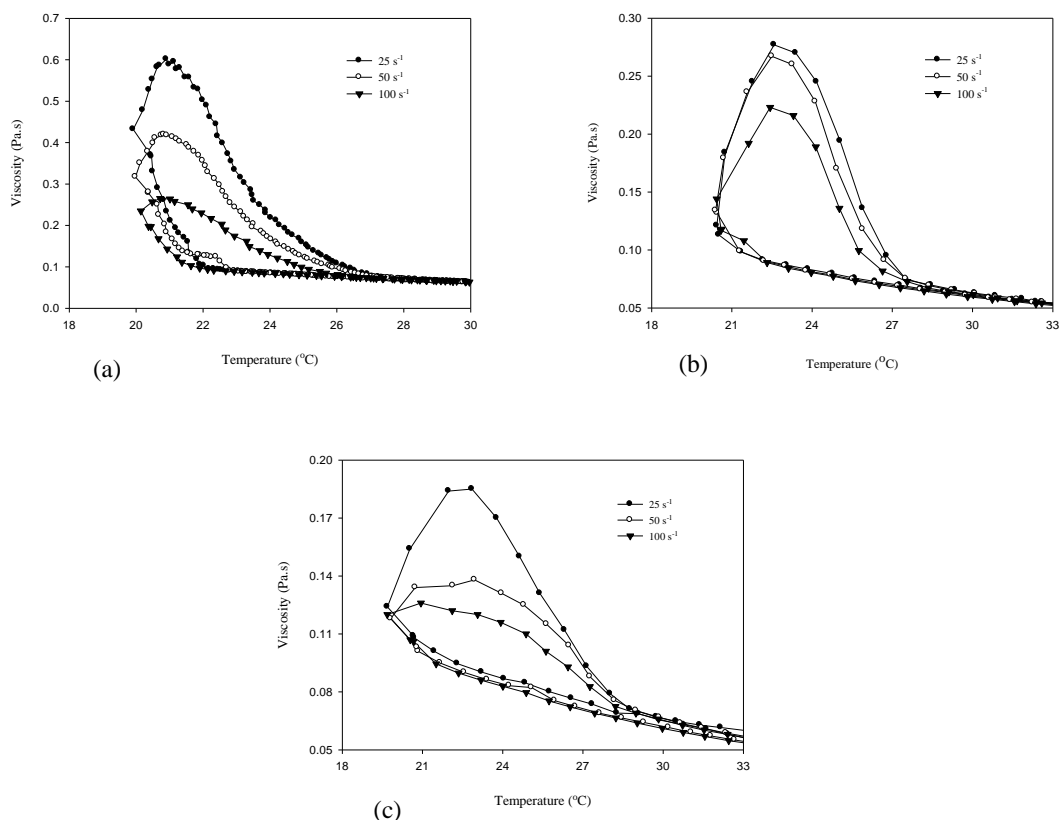 0.7
0.6
0.5
0.4
0.3
0.2
0.1
0.0
Viscosity (Pa.s)
25 s⁻¹
50 s⁻¹
100 s⁻¹
18 20 22 24 26 28 30
Temperature (°C)
(a)
0.30
0.25
0.20
0.15
0.10
0.05
Viscosity (Pa.s)
25 s⁻¹
50 s⁻¹
100 s⁻¹
18 21 24 27 30 33
Temperature (°C)
(b)
0.20
0.17
0.14
0.11
0.08
0.05
Viscosity (Pa.s)
25 s⁻¹
50 s⁻¹
100 s⁻¹
18 21 24 27 30 33
Temperature (°C)
(c)